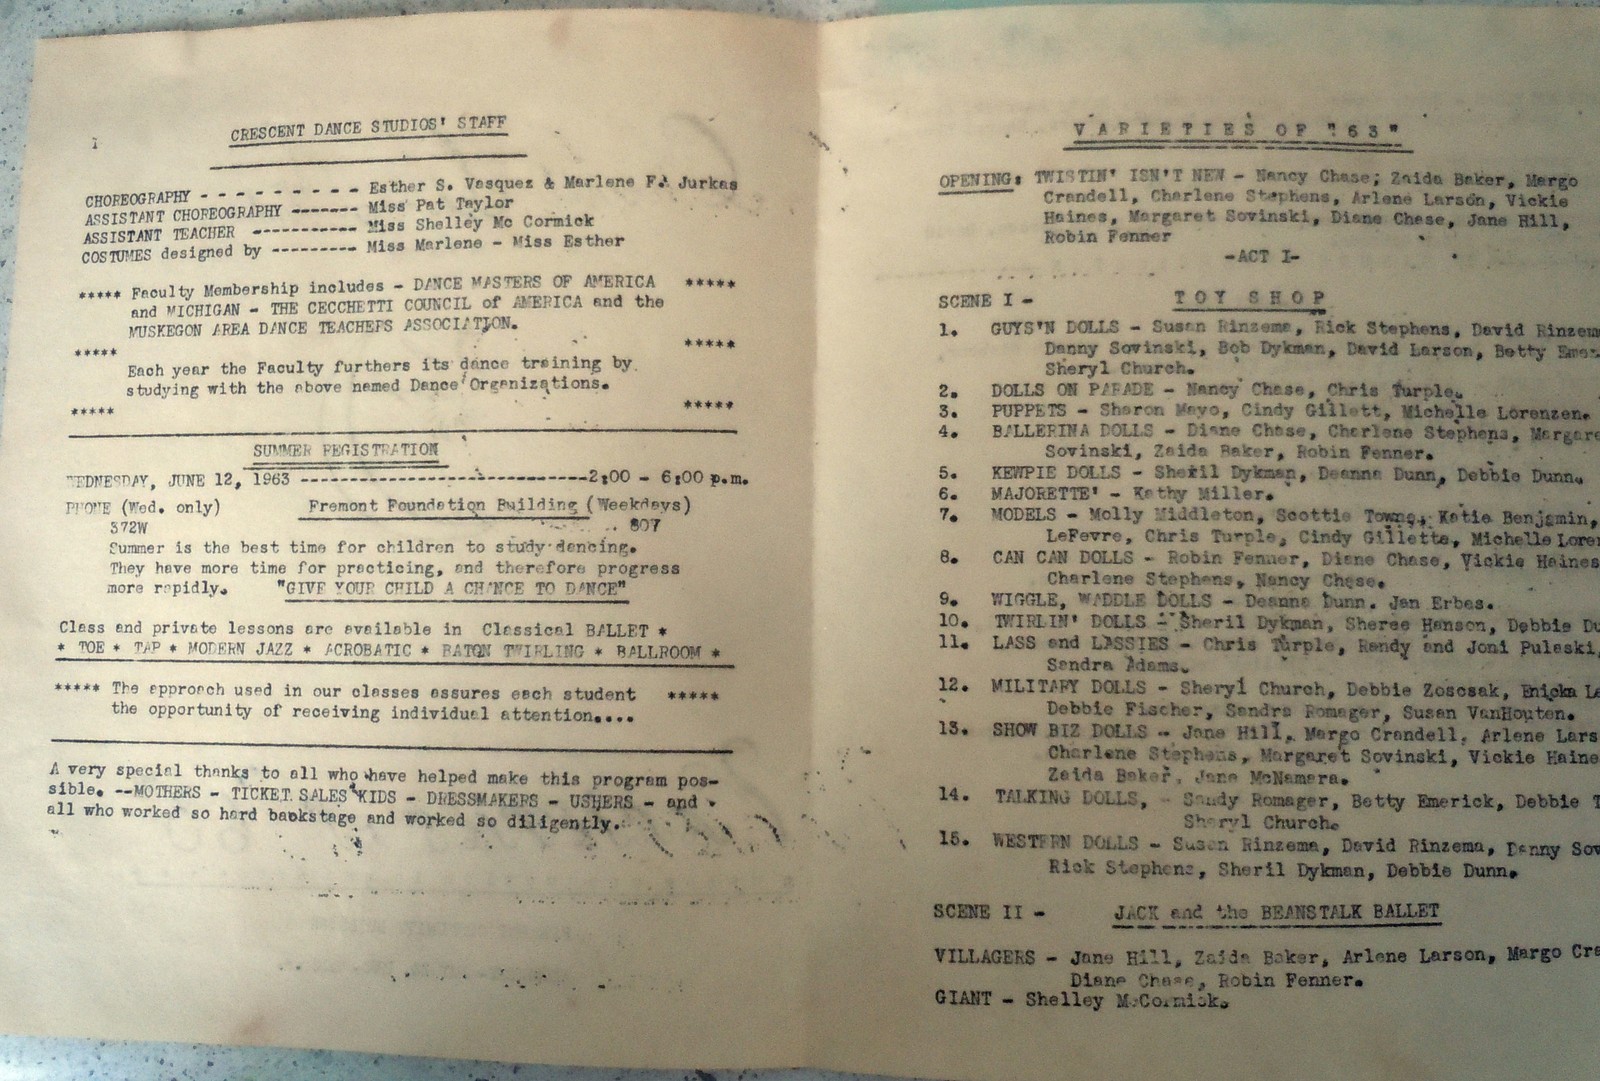 CRESCENT DANCE STUDIOS' STAFF
CHOREOGRAPHY - - - - - - - - - Esther S. Vasquez & Marlene F. Jurkas
ASSISTANT CHOREOGRAPHY ------- Miss Pat Taylor
ASSISTANT TEACHER ----------- Miss Shelley Mc Cormick
COSTUMES designed by --------- Miss Marlene - Miss Esther
***** Faculty Membership includes - DANCE MASTERS OF AMERICA *****
and MICHIGAN - THE CECCHETTI COUNCIL of AMERICA and the
MUSKEGON AREA DANCE TEACHERS ASSOCIATION.
***** *****
Each year the Faculty furthers its dance training by
studying with the above named Dance Organizations.
***** *****
SUMMER REGISTRATION
WEDNESDAY, JUNE 12, 1963 ----------------------------2:00 - 6:00 p.m.
PHONE (Wed. only) Fremont Foundation Building (Weekdays)
372W 807
Summer is the best time for children to study dancing.
They have more time for practicing, and therefore progress
more rapidly. "GIVE YOUR CHILD A CHANCE TO DANCE"
Class and private lessons are available in Classical BALLET *
* TOE * TAP * MODERN JAZZ * ACROBATIC * BATON TWIRLING * BALLROOM *
***** The approach used in our classes assures each student *****
the opportunity of receiving individual attention....
A very special thanks to all who have helped make this program pos-
sible. --MOTHERS - TICKET SALES KIDS - DRESSMAKERS - USHERS - and
all who worked so hard backstage and worked so diligently.
VARIETIES OF "63"
OPENING: TWISTIN' ISN'T NEW - Nancy Chase; Zaida Baker, Margo
Crandell, Charlene Stephens, Arlene Larson, Vickie
Haines, Margaret Sovinski, Diane Chase, Jane Hill,
Robin Fenner
-ACT I-
SCENE I - TOY SHOP
1. GUYS'N DOLLS - Susan Rinzema, Rick Stephens, David Rinzem
Danny Sovinski, Bob Dykman, David Larson, Betty Emer
Sheryl Church.
2. DOLLS ON PARADE - Nancy Chase, Chris Turple.
3. PUPPETS - Sharon Mayo, Cindy Gillett, Michelle Lorenzen.
4. BALLERINA DOLLS - Diane Chase, Charlene Stephens, Margare
Sovinski, Zaida Baker, Robin Fenner.
5. KEWPIE DOLLS - Sheril Dykman, Deanna Dunn, Debbie Dunn.
6. MAJORETTE' - Kathy Miller.
7. MODELS - Molly Middleton, Scottie Towns, Katie Benjamin,
LeFevre, Chris Turple, Cindy Gillette, Michelle Lore
8. CAN CAN DOLLS - Robin Fenner, Diane Chase, Vickie Haines
Charlene Stephens, Nancy Chase.
9. WIGGLE, WADDLE DOLLS - Deanna Dunn. Jan Erbes.
10. TWIRLIN' DOLLS - Sheril Dykman, Sheree Hanson, Debbie Du
11. LASS and LASSIES - Chris Turple, Randy and Joni Pulaski,
Sandra Adams.
12. MILITARY DOLLS - Sheryl Church, Debbie Zoscsak, Enicka L
Debbie Fischer, Sandra Romager, Susan VanHouten.
13. SHOW BIZ DOLLS - Jane Hill, Margo Crandell, Arlene Lars
Charlene Stephens, Margaret Sovinski, Vickie Haine
Zaida Baker, Jane McNamara.
14. TALKING DOLLS, - Sandy Romager, Betty Emerick, Debbie
Sheryl Church.
15. WESTERN DOLLS - Susan Rinzema, David Rinzema, Danny Sov
Rick Stephens, Sheril Dykman, Debbie Dunn.
SCENE II - JACK and the BEANSTALK BALLET
VILLAGERS - Jane Hill, Zaida Baker, Arlene Larson, Margo Cra
Diane Chase, Robin Fenner.
GIANT - Shelley McCormick.